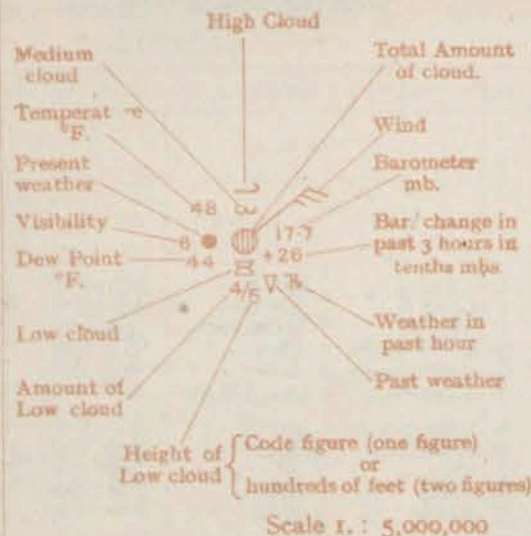 High Cloud
Medium
cloud
Total Amount
of cloud.
Temperat e
°F.
Wind
Present
weather
Barometer
mb.
48
Visibility
6
17.7
Bar. change in
past 3 hours in
tenths mbs.
Dew Point
°F.
44
+26
4/5
Low cloud
Weather in
past hour
Amount of
Low cloud
Past weather
Height of
Low cloud
Code figure (one figure)
or
hundreds of feet (two figures)
Scale 1. : 5,000,000